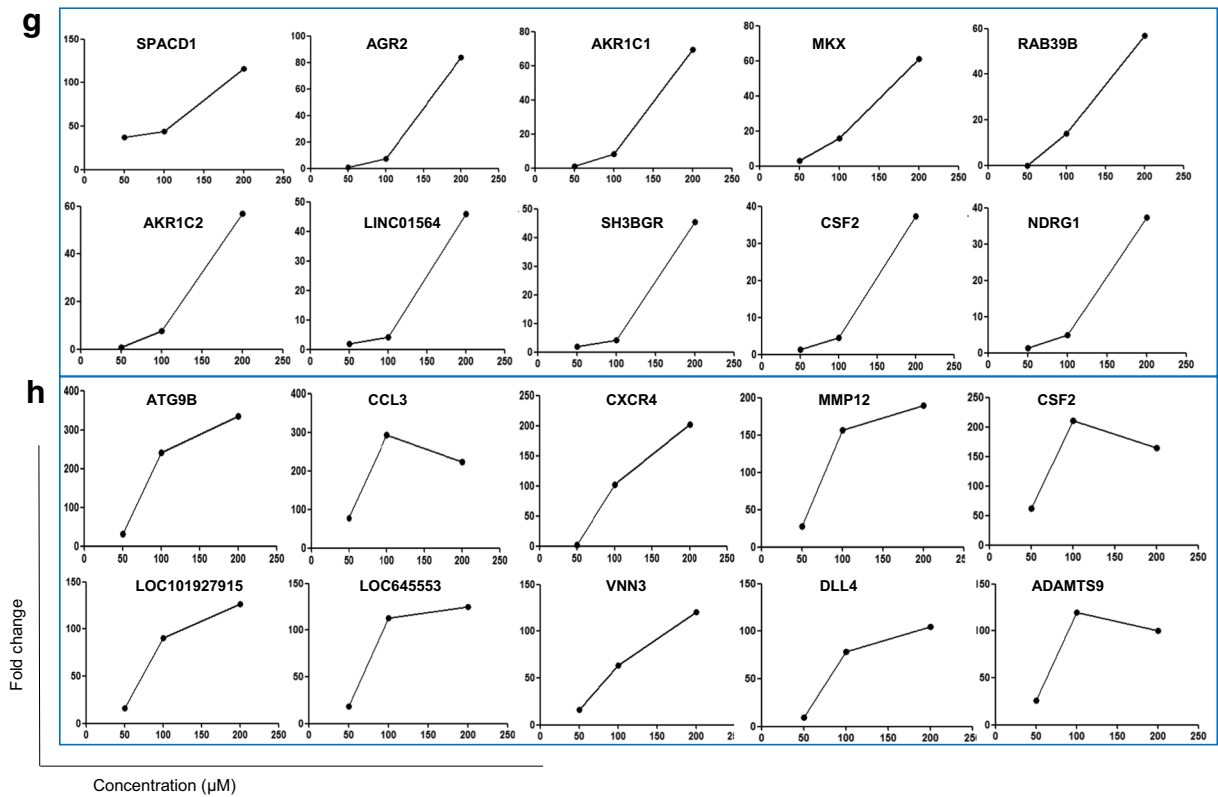 g
SPACD1
150
100
50
0
0 50 100 150 200 250
AGR2
100
80
60
40
20
0
0 50 100 150 200 250
AKR1C1
80
60
40
20
0
0 50 100 150 200 250
MKX
80
60
40
20
0
0 50 100 150 200 250
RAB39B
60
40
20
0
0 50 100 150 200 250
AKR1C2
60
40
20
0
0 50 100 150 200 250
LINC01564
50
40
30
20
10
0
0 50 100 150 200 250
SH3BGR
50
40
30
20
10
0
0 50 100 150 200 250
CSF2
40
30
20
10
0
0 50 100 150 200 250
NDRG1
40
30
20
10
0
0 50 100 150 200 250
h
ATG9B
400
300
200
100
0
0 50 100 150 200 250
CCL3
400
300
200
100
0
0 50 100 150 200 250
CXCR4
250
200
150
100
50
0
0 50 100 150 200 250
MMP12
200
150
100
50
0
0 50 100 150 200 25
CSF2
250
200
150
100
50
0
0 50 100 150 200 250
LOC101927915
150
100
50
0
0 50 100 150 200 250
LOC645553
150
100
50
0
0 50 100 150 200 250
VNN3
150
100
50
0
0 50 100 150 200 25
DLL4
150
100
50
0
0 50 100 150 200 250
ADAMTS9
150
100
50
0
0 50 100 150 200 250
Fold change
Concentration (µM)